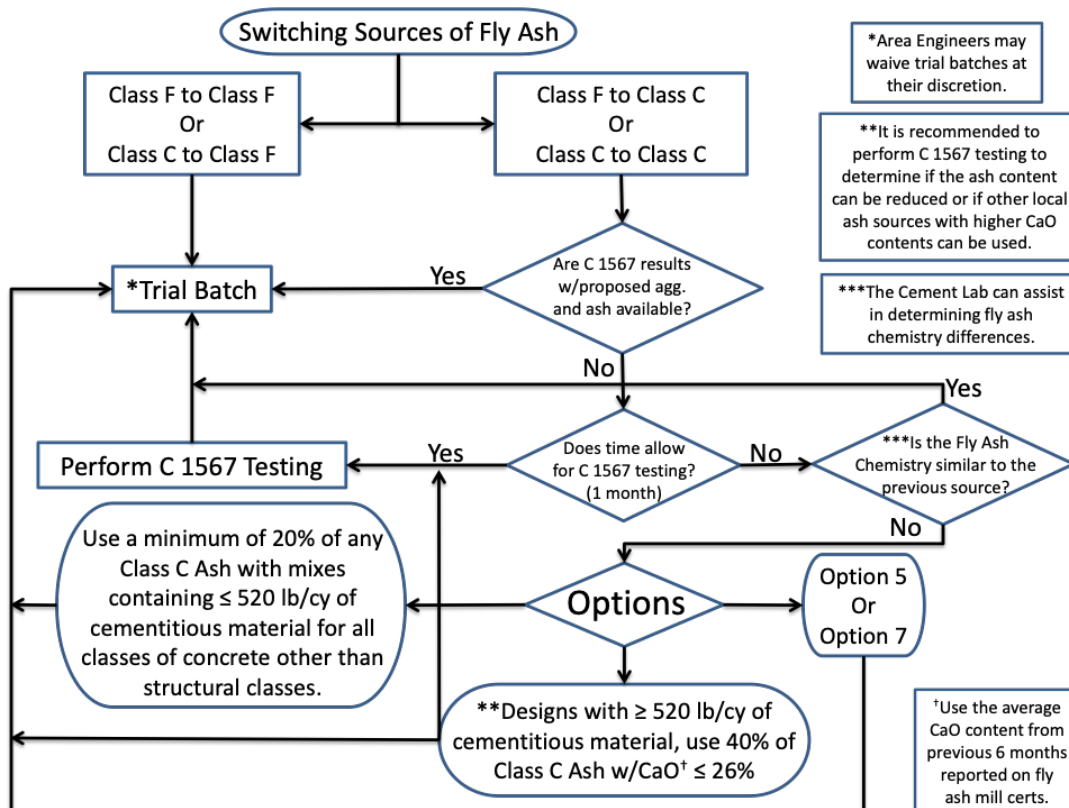 Switching Sources of Fly Ash
Class F to Class F
Or
Class C to Class F
Class F to Class C
Or
Class C to Class C
*Area Engineers may
waive trial batches at
their discretion.
**It is recommended to
perform C 1567 testing to
determine if the ash content
can be reduced or if other local
ash sources with higher CaO
contents can be used.
***The Cement Lab can assist
in determining fly ash
chemistry differences.
*Trial Batch
Yes
Are C 1567 results
w/proposed agg.
and ash available?
No
Yes
Perform C 1567 Testing
Yes
Does time allow
for C 1567 testing?
(1 month)
No
***Is the Fly Ash
Chemistry similar to the
previous source?
No
Use a minimum of 20% of any
Class C Ash with mixes
containing ≤ 520 lb/cy of
cementitious material for all
classes of concrete other than
structural classes.
Options
Option 5
Or
Option 7
**Designs with ≥ 520 lb/cy of
cementitious material, use 40% of
Class C Ash w/CaO† ≤ 26%
†Use the average
CaO content from
previous 6 months
reported on fly
ash mill certs.